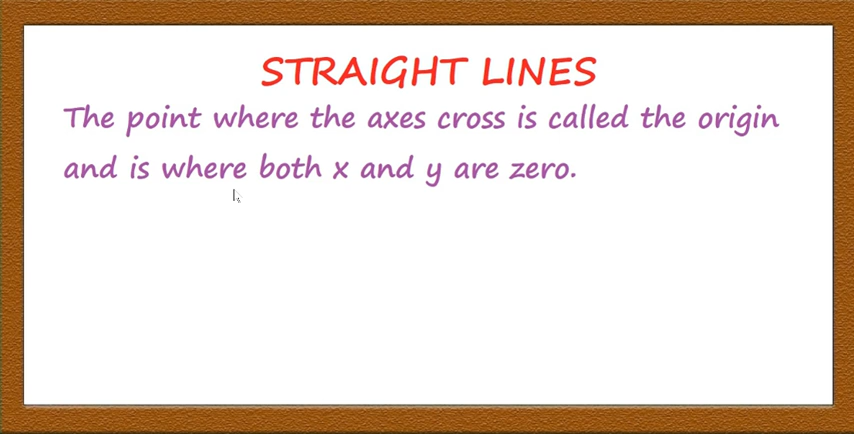 STRAIGHT LINES
The point where the axes cross is called the origin
and is where both x and y are zero.